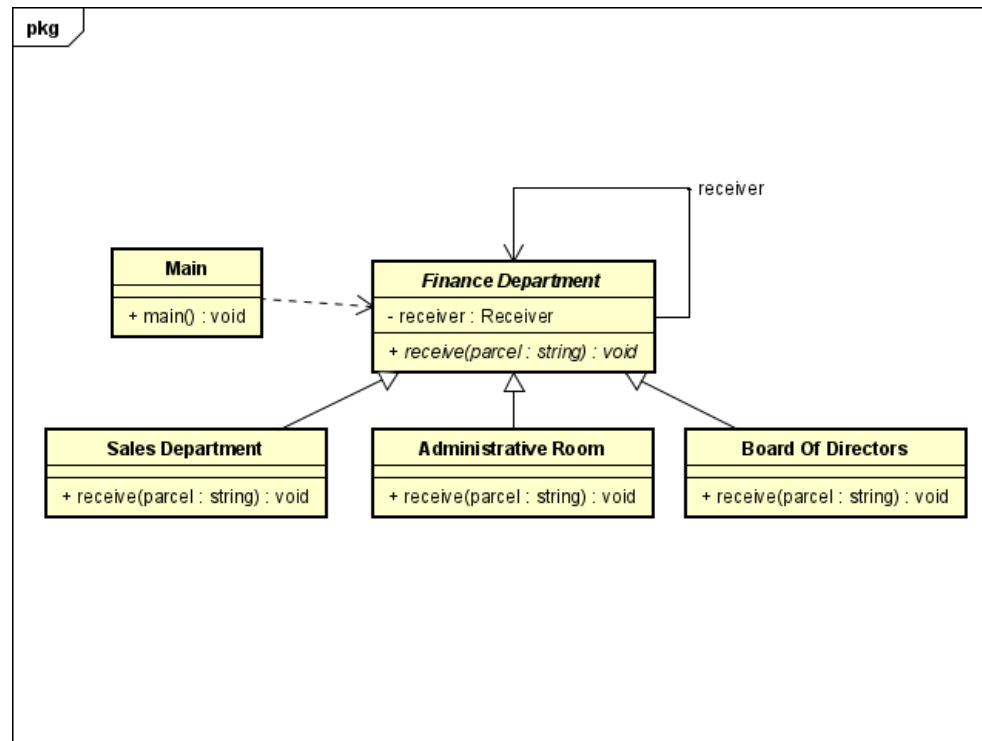 pkg
receiver
Main
+ main() : void
Finance Department
- receiver : Receiver
+ receive(parcel : string) : void
Sales Department
+ receive(parcel : string) : void
Administrative Room
+ receive(parcel : string) : void
Board Of Directors
+ receive(parcel : string) : void